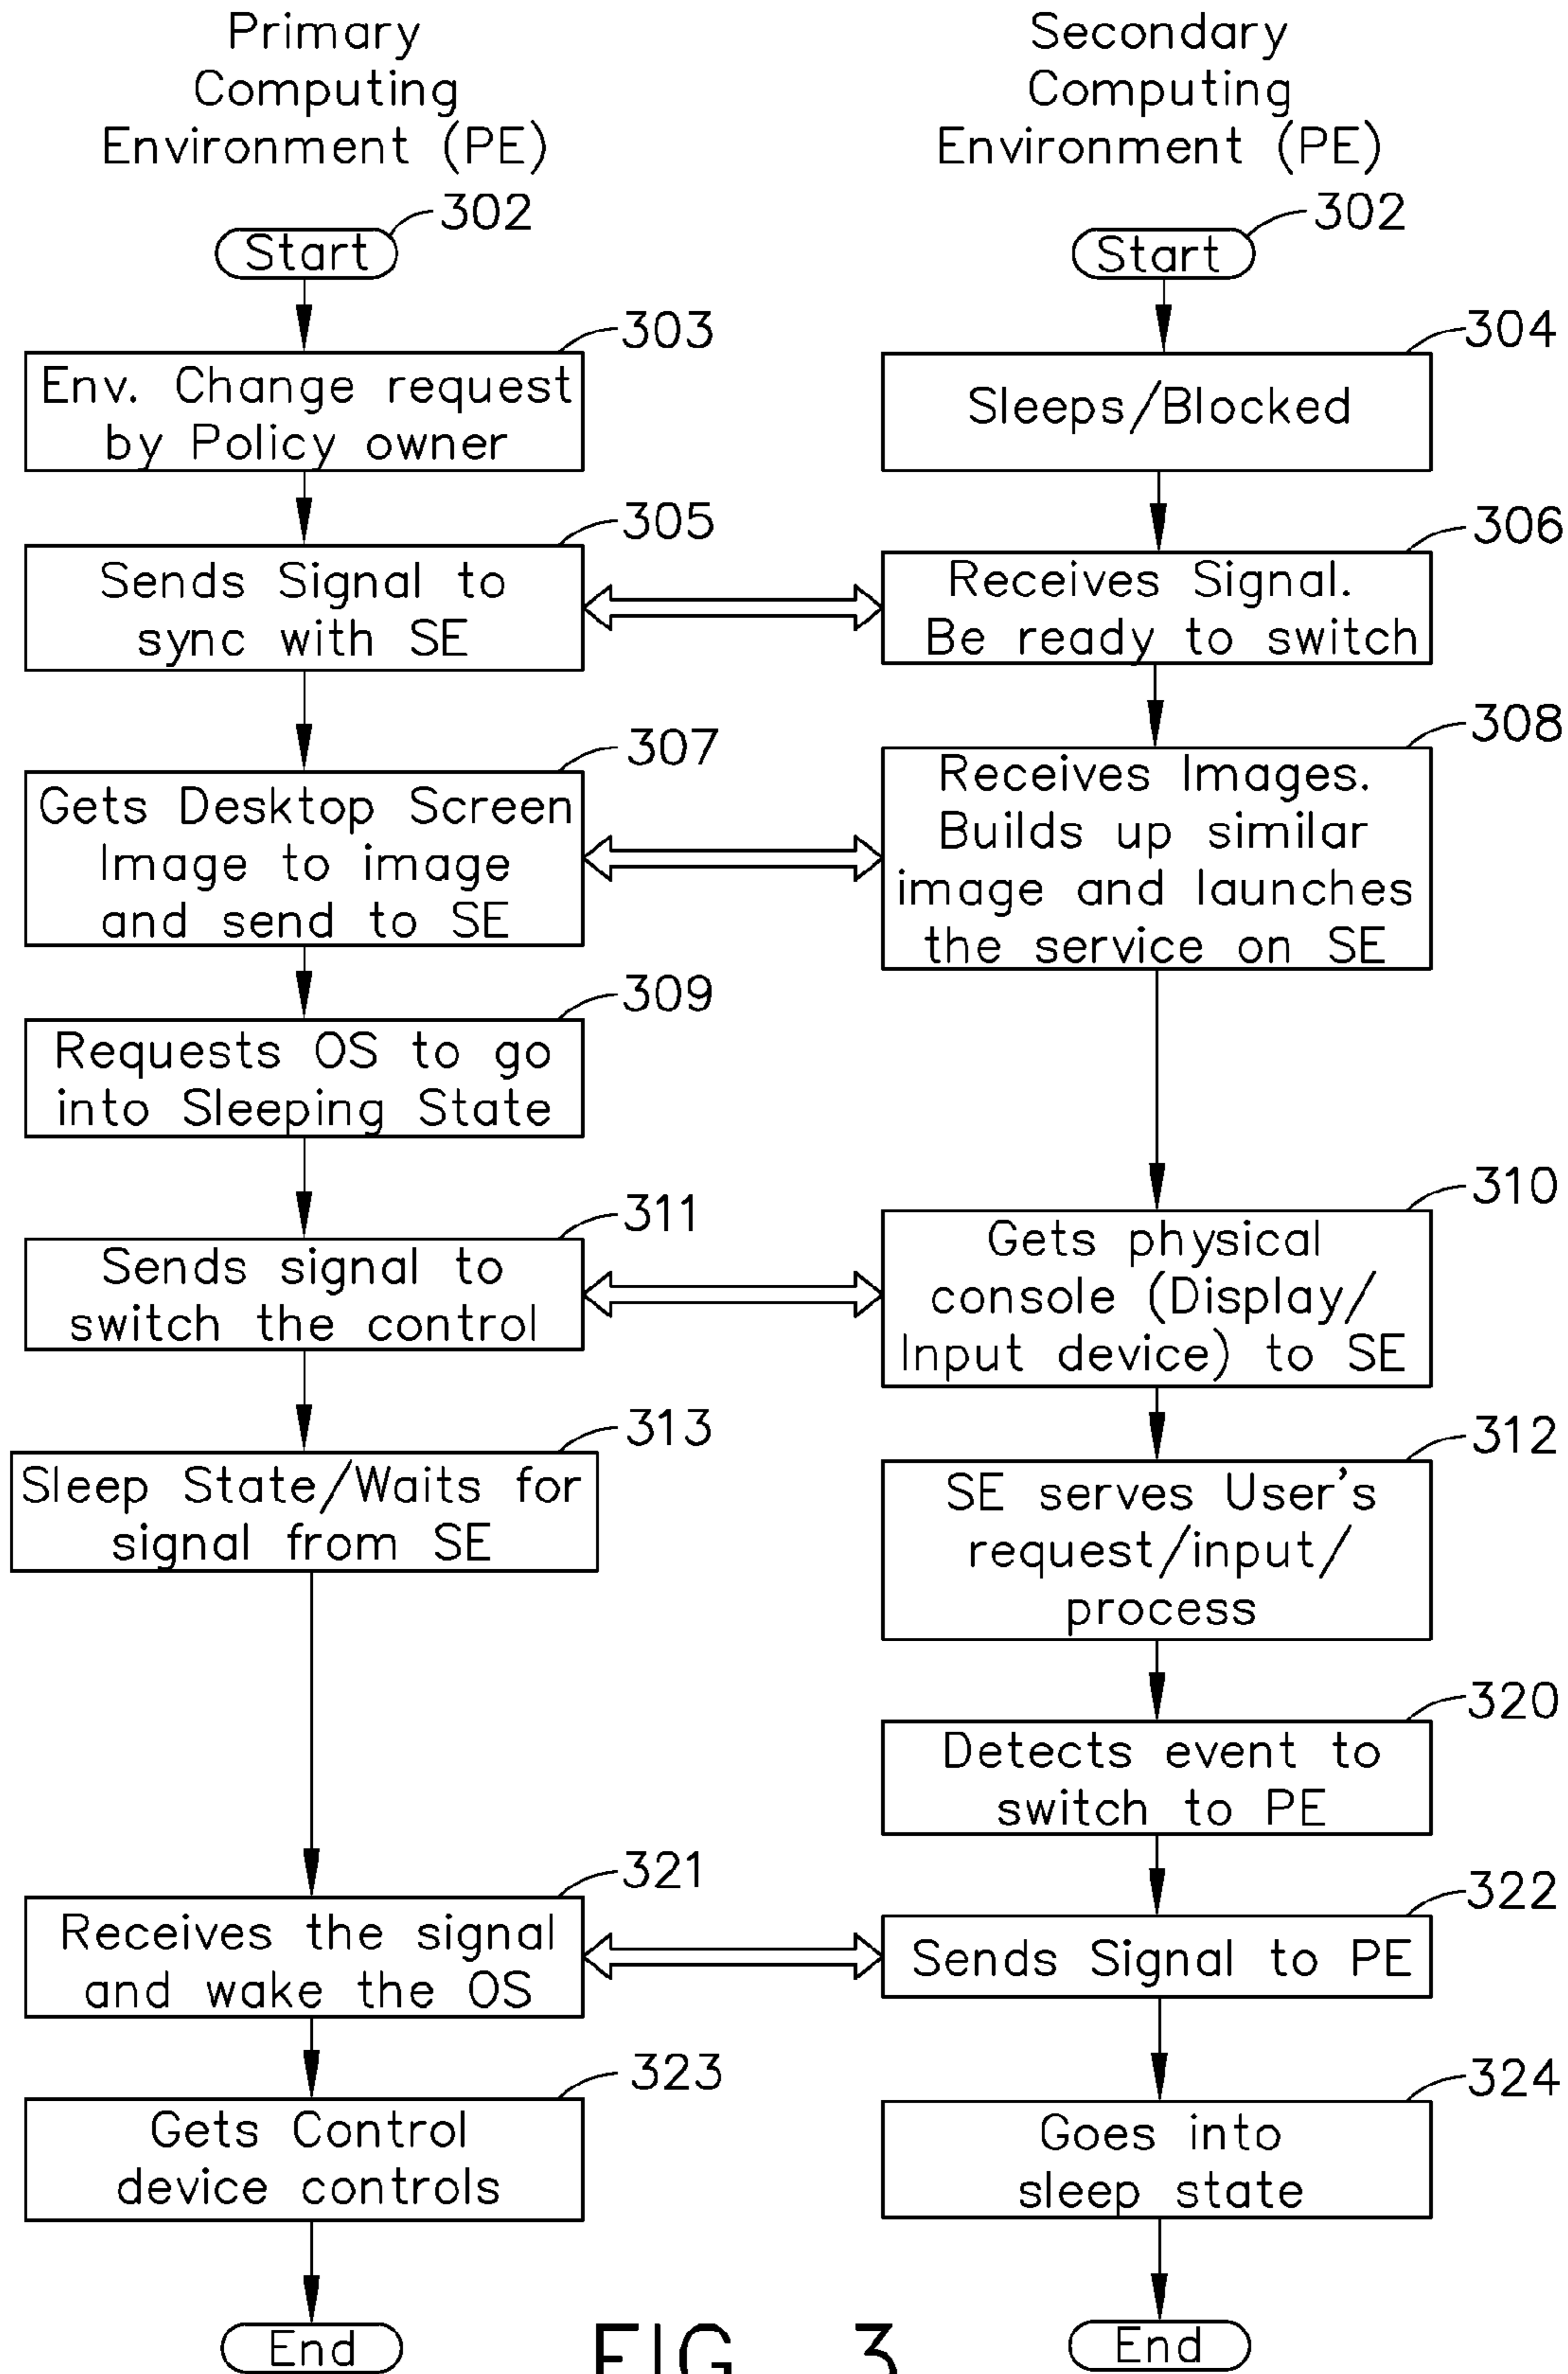 Primary
Computing
Environment (PE)
Secondary
Computing
Environment (PE)
302
Start
302
Start
303
Env. Change request
by Policy owner
304
Sleeps/Blocked
305
Sends Signal to
sync with SE
306
Receives Signal.
Be ready to switch
307
Gets Desktop Screen
Image to image
and send to SE
308
Receives Images.
Builds up similar
image and launches
the service on SE
309
Requests OS to go
into Sleeping State
310
Gets physical
console (Display/
Input device) to SE
311
Sends signal to
switch the control
312
SE serves User's
request/input/
process
313
Sleep State/Waits for
signal from SE
320
Detects event to
switch to PE
321
Receives the signal
and wake the OS
322
Sends Signal to PE
323
Gets Control
device controls
324
Goes into
sleep state
End
End
FIG. 3